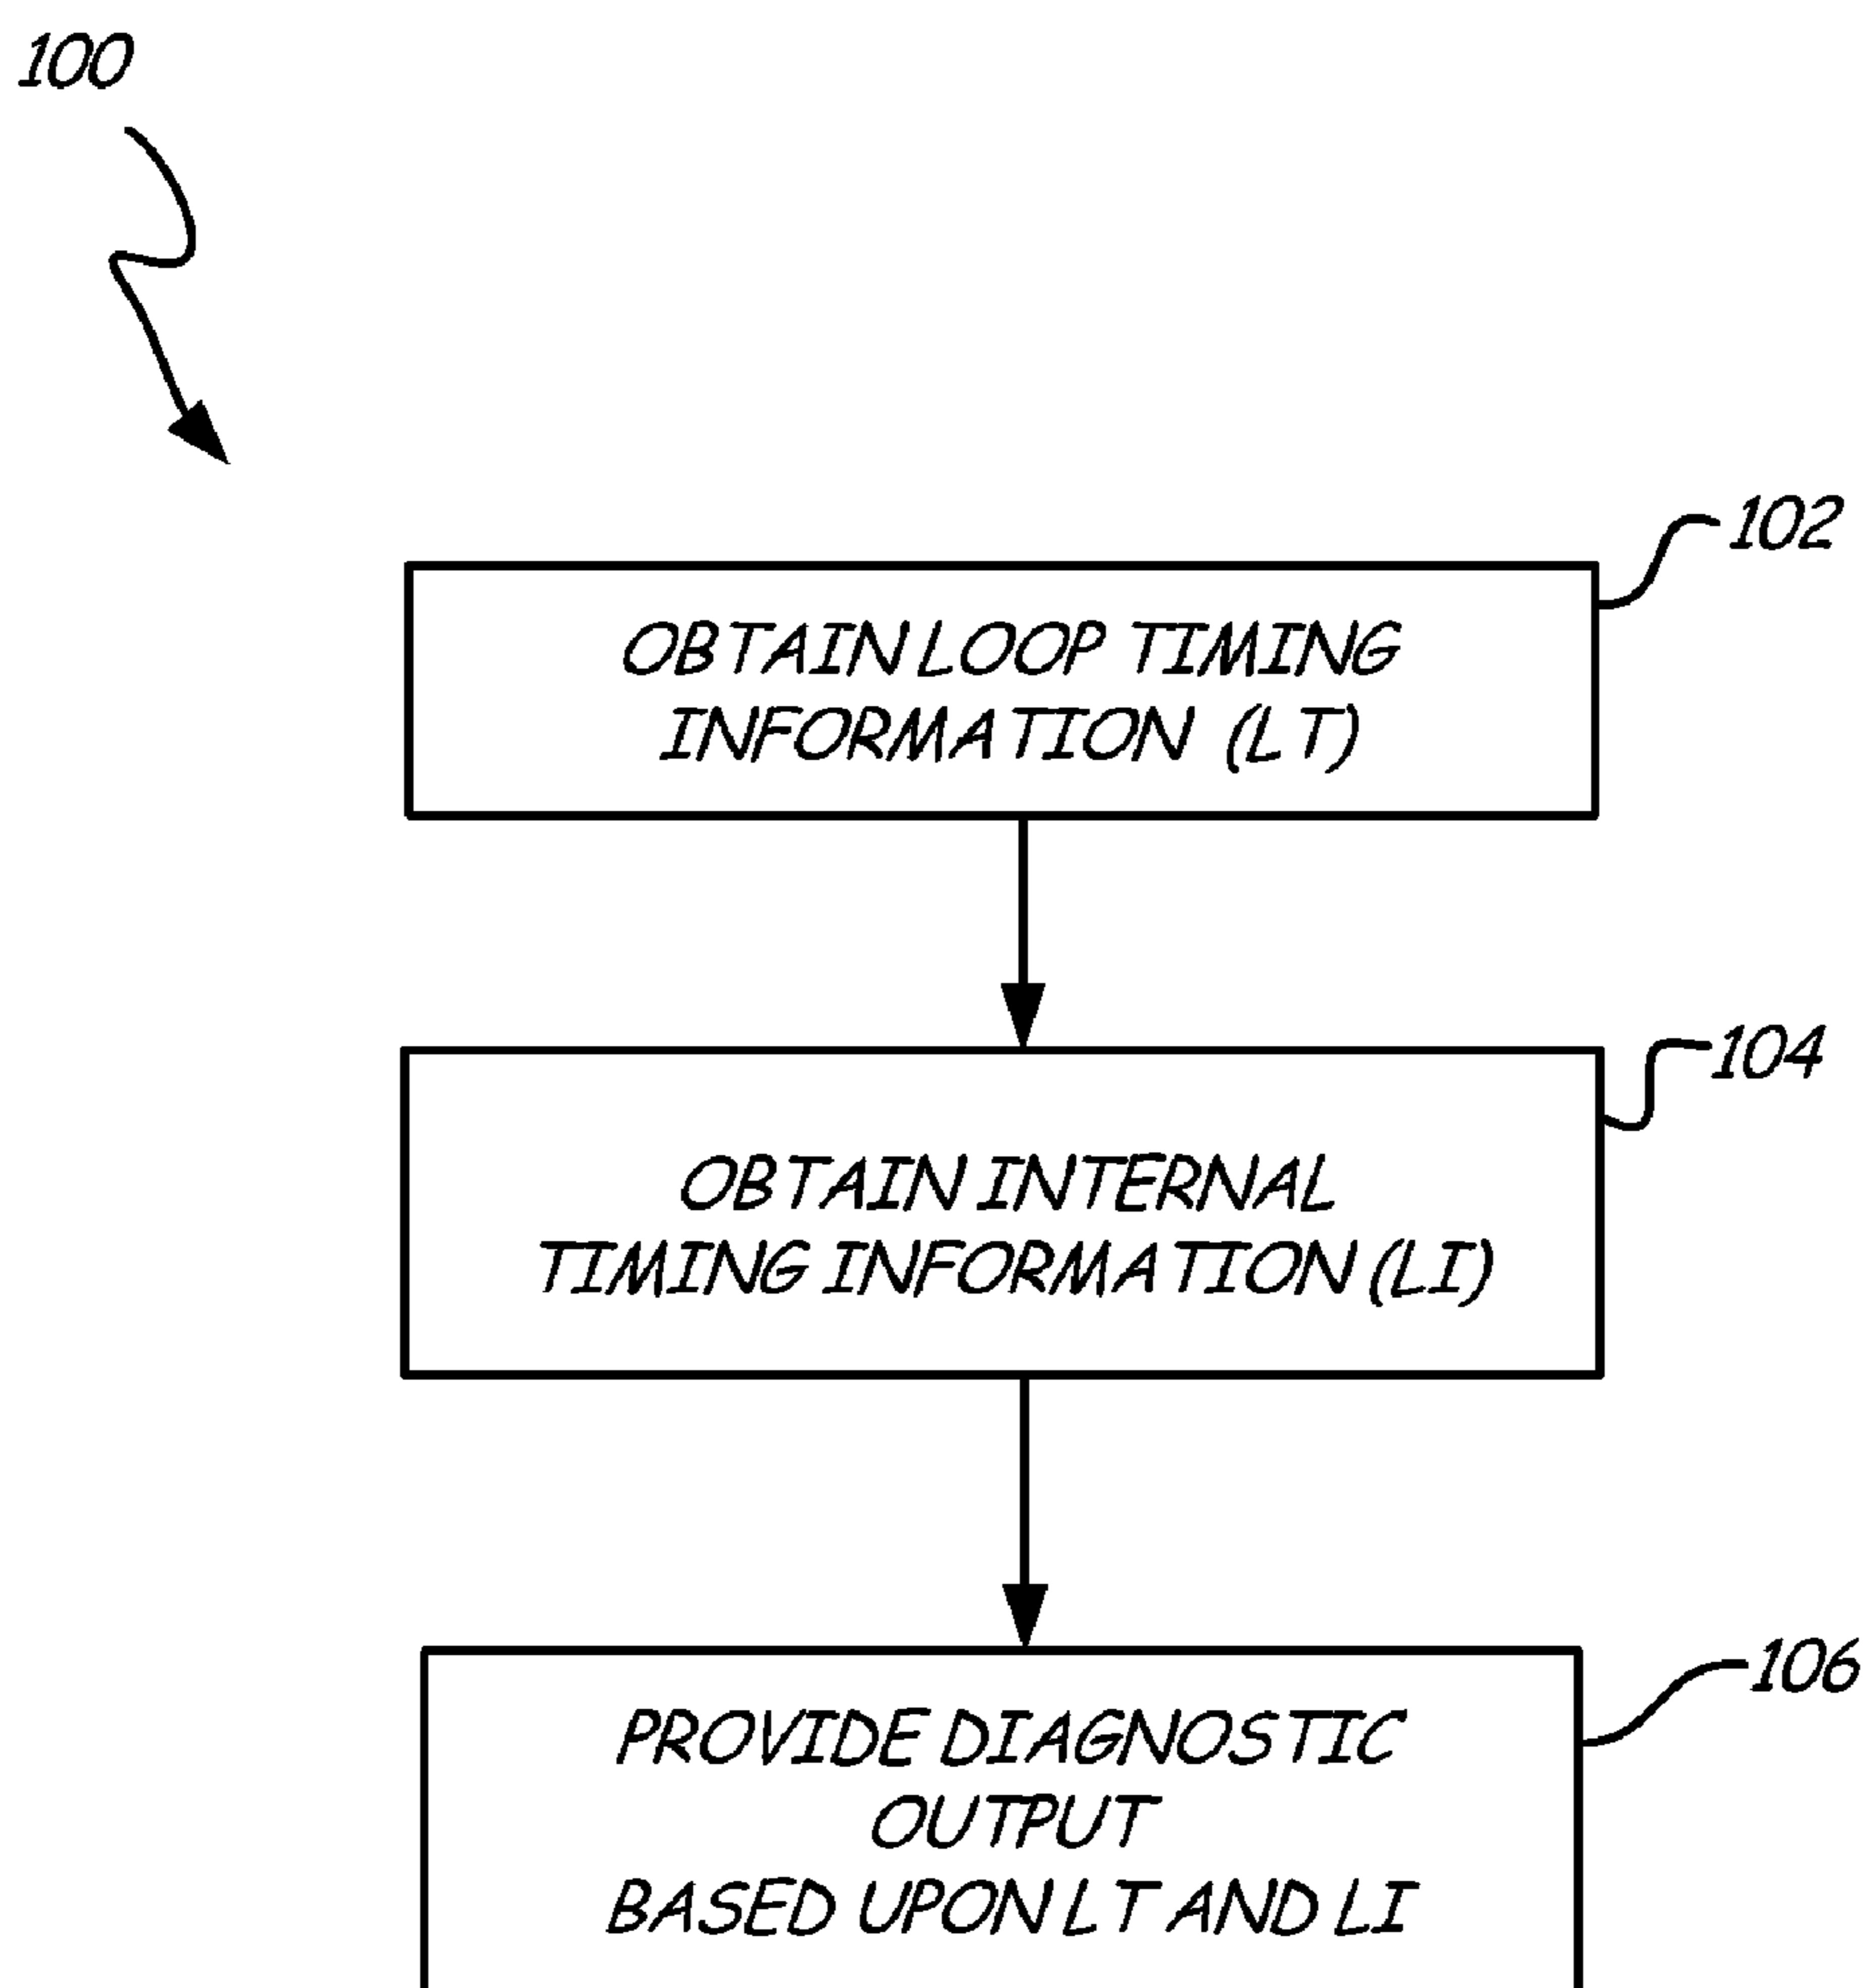 100
102
OBTAIN LOOP TIMING
INFORMATION (LT)
104
OBTAIN INTERNAL
TIMING INFORMATION (LI)
106
PROVIDE DIAGNOSTIC
OUTPUT
BASED UPON LT AND LI